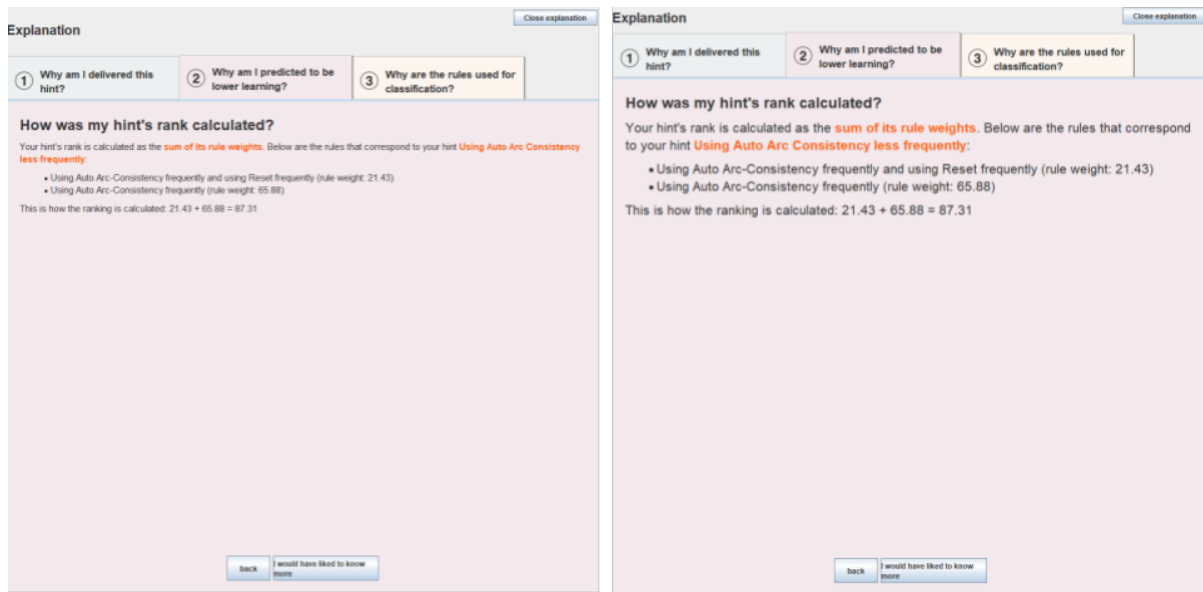 Explanation
Close explanation
1 Why am I delivered this
hint?
2 Why am I predicted to be
lower learning?
3 Why are the rules used for
classification?
How was my hint's rank calculated?
Your hint's rank is calculated as the sum of its rule weights. Below are the rules that correspond to your hint Using Auto Arc Consistency
less frequently:
• Using Auto Arc-Consistency frequently and using Reset frequently (rule weight: 21.43)
• Using Auto Arc-Consistency frequently (rule weight: 65.88)
This is how the ranking is calculated: 21.43 + 65.88 = 87.31
back
I would have liked to know
more
Explanation
Close explanation
1 Why am I delivered this
hint?
2 Why am I predicted to be
lower learning?
3 Why are the rules used for
classification?
How was my hint's rank calculated?
Your hint's rank is calculated as the sum of its rule weights. Below are the rules that correspond
to your hint Using Auto Arc Consistency less frequently:
• Using Auto Arc-Consistency frequently and using Reset frequently (rule weight: 21.43)
• Using Auto Arc-Consistency frequently (rule weight: 65.88)
This is how the ranking is calculated: 21.43 + 65.88 = 87.31
back
I would have liked to know
more